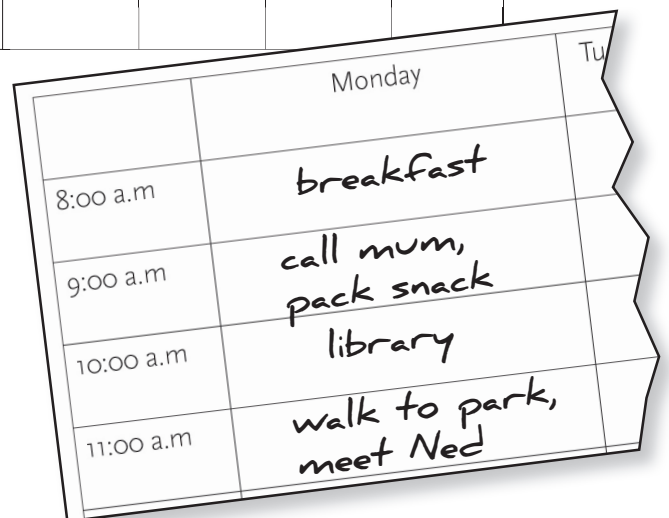 Monday
Tu
8:00 a.m
breakfast
9:00 a.m
call mum,
pack snack
10:00 a.m
library
11:00 a.m
walk to park,
meet Ned